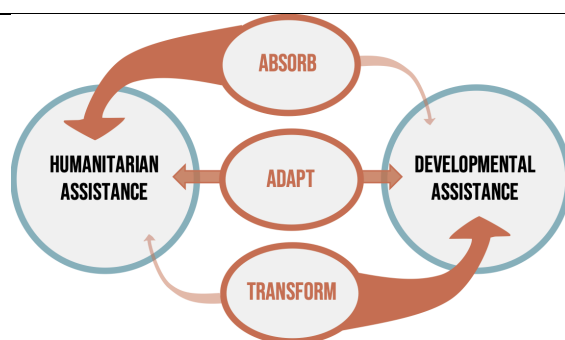 ABSORB
HUMANITARIAN
ASSISTANCE
ADAPT
DEVELOPMENTAL
ASSISTANCE
TRANSFORM